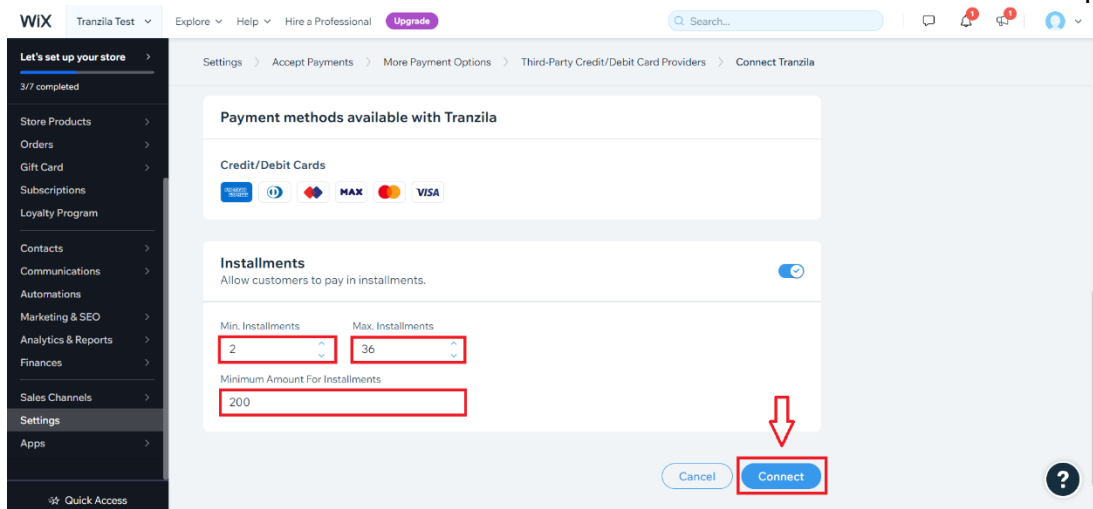 WiX Tranzila Test Explore Help Hire a Professional Upgrade Search...
Let's set up your store
3/7 completed
Store Products
Orders
Gift Card
Subscriptions
Loyalty Program
Contacts
Communications
Automations
Marketing & SEO
Analytics & Reports
Finances
Sales Channels
Settings
Apps
Quick Access
Settings > Accept Payments > More Payment Options > Third-Party Credit/Debit Card Providers > Connect Tranzila
Payment methods available with Tranzila
Credit/Debit Cards
MAX VISA
Installments
Allow customers to pay in installments.
Min. Installments Max. Installments
2 36
Minimum Amount For Installments
200
Cancel Connect
?
1 1